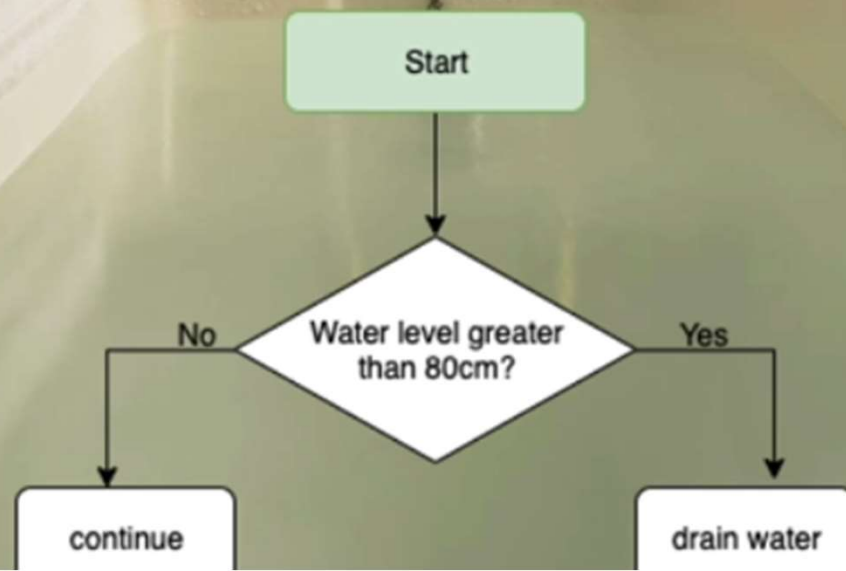 Start
Water level greater
than 80cm?
No
Yes
continue
drain water